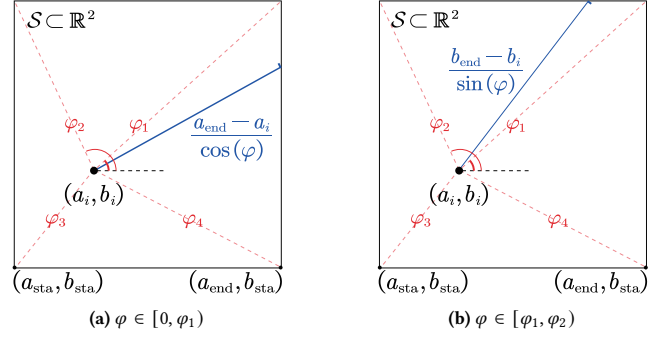 𝒮 ⊂ ℝ²
φ₂
φ₁
a_end − a_i
cos (φ)
(a_i, b_i)
φ₃
φ₄
(a_sta, b_sta)
(a_end, b_sta)
(a) φ ∈ [0, φ₁)
𝒮 ⊂ ℝ²
b_end − b_i
sin (φ)
φ₂
φ₁
(a_i, b_i)
φ₃
φ₄
(a_sta, b_sta)
(a_end, b_sta)
(b) φ ∈ [φ₁, φ₂)